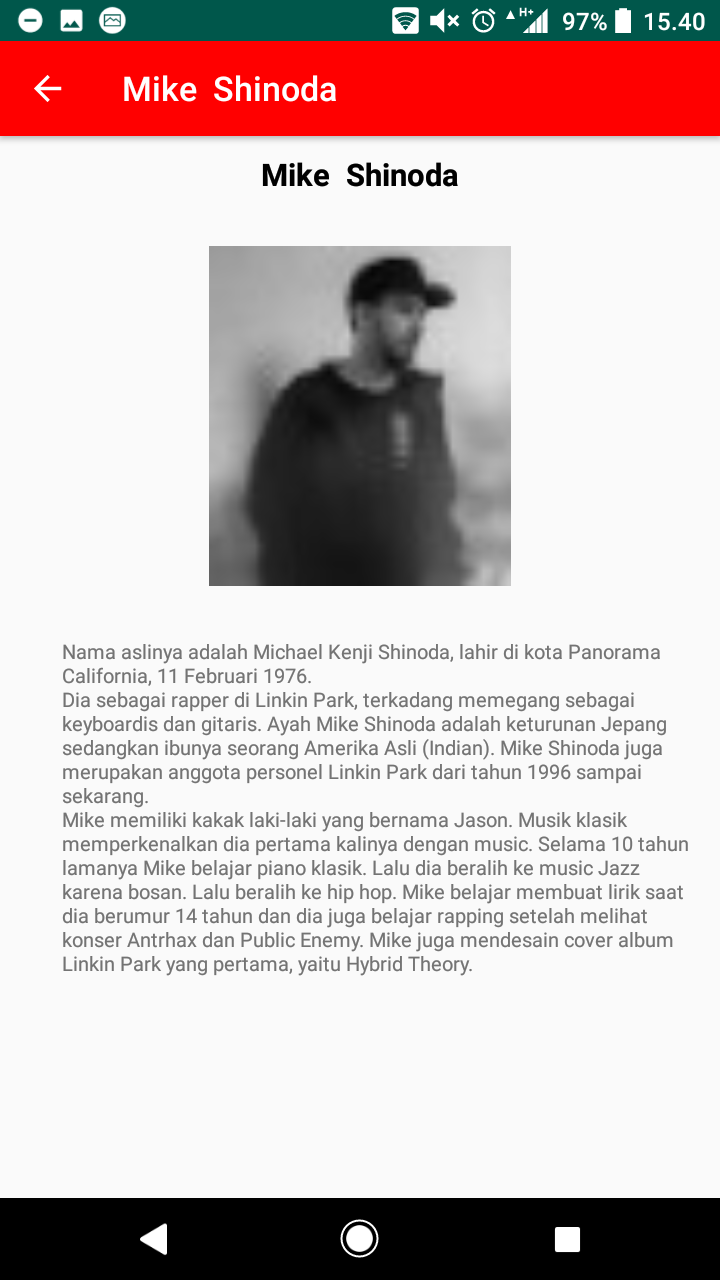 97% 15.40
Mike Shinoda
Mike Shinoda
Nama aslinya adalah Michael Kenji Shinoda, lahir di kota Panorama
California, 11 Februari 1976.
Dia sebagai rapper di Linkin Park, terkadang memegang sebagai
keyboardis dan gitaris. Ayah Mike Shinoda adalah keturunan Jepang
sedangkan ibunya seorang Amerika Asli (Indian). Mike Shinoda juga
merupakan anggota personel Linkin Park dari tahun 1996 sampai
sekarang.
Mike memiliki kakak laki-laki yang bernama Jason. Musik klasik
memperkenalkan dia pertama kalinya dengan music. Selama 10 tahun
lamanya Mike belajar piano klasik. Lalu dia beralih ke music Jazz
karena bosan. Lalu beralih ke hip hop. Mike belajar membuat lirik saat
dia berumur 14 tahun dan dia juga belajar rapping setelah melihat
konser Antrhax dan Public Enemy. Mike juga mendesain cover album
Linkin Park yang pertama, yaitu Hybrid Theory.